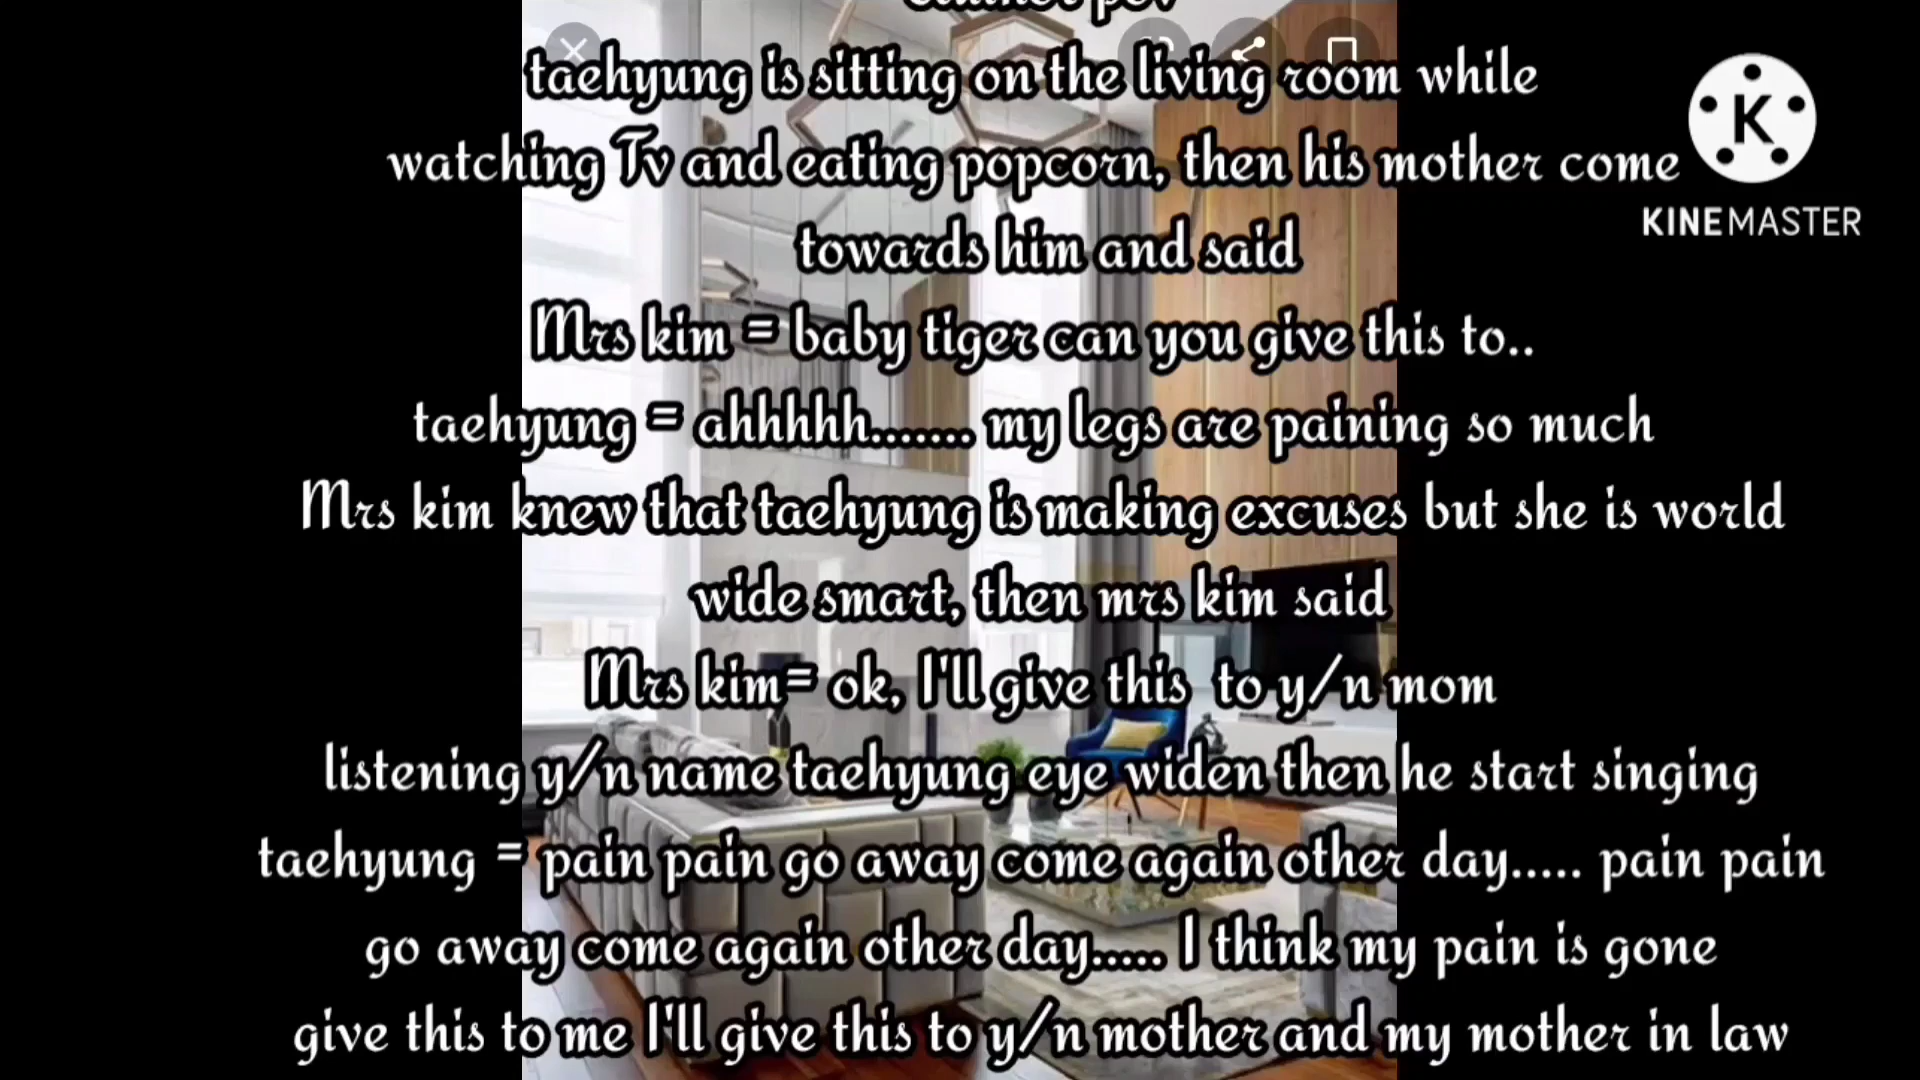 pov
taehyung is sitting on the living room while
watching Tv and eating popcorn, then his mother come
towards him and said
Mrs kim = baby tiger can you give this to..
taehyung = ahhhhh....... my legs are paining so much
Mrs kim knew that taehyung is making excuses but she is world
wide smart, then mrs kim said
Mrs kim= ok, I'll give this to y/n mom
listening y/n name taehyung eye widen then he start singing
taehyung = pain pain go away come again other day..... pain pain
go away come again other day..... I think my pain is gone
give this to me I'll give this to y/n mother and my mother in law
K
KINEMASTER